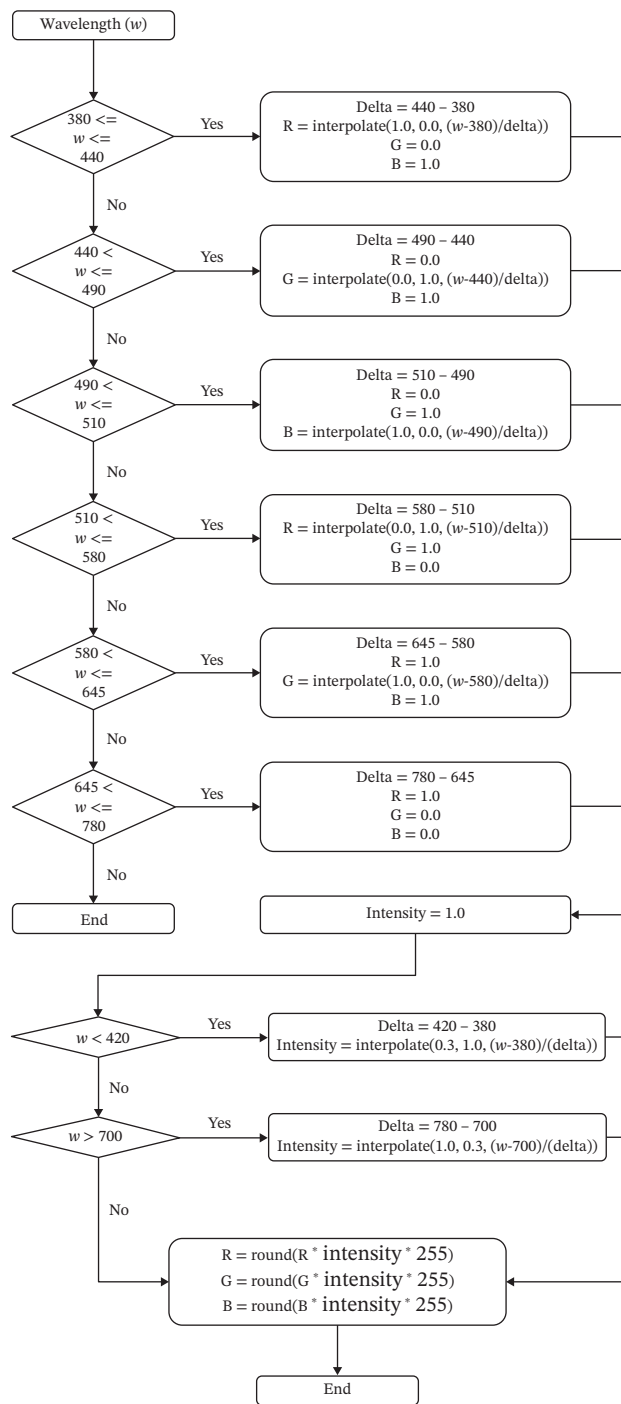 Wavelength (w)
380 <=
w <=
440
Yes
Delta = 440 – 380
R = interpolate(1.0, 0.0, (w-380)/delta))
G = 0.0
B = 1.0
No
440 <
w <=
490
Yes
Delta = 490 – 440
R = 0.0
G = interpolate(0.0, 1.0, (w-440)/delta))
B = 1.0
No
490 <
w <=
510
Yes
Delta = 510 – 490
R = 0.0
G = 1.0
B = interpolate(1.0, 0.0, (w-490)/delta))
No
510 <
w <=
580
Yes
Delta = 580 – 510
R = interpolate(0.0, 1.0, (w-510)/delta))
G = 1.0
B = 0.0
No
580 <
w <=
645
Yes
Delta = 645 – 580
R = 1.0
G = interpolate(1.0, 0.0, (w-580)/delta))
B = 1.0
No
645 <
w <=
780
Yes
Delta = 780 – 645
R = 1.0
G = 0.0
B = 0.0
No
End
Intensity = 1.0
w < 420
Yes
Delta = 420 – 380
Intensity = interpolate(0.3, 1.0, (w-380)/(delta))
No
w > 700
Yes
Delta = 780 – 700
Intensity = interpolate(1.0, 0.3, (w-700)/(delta))
No
R = round(R * intensity * 255)
G = round(G * intensity * 255)
B = round(B * intensity * 255)
End